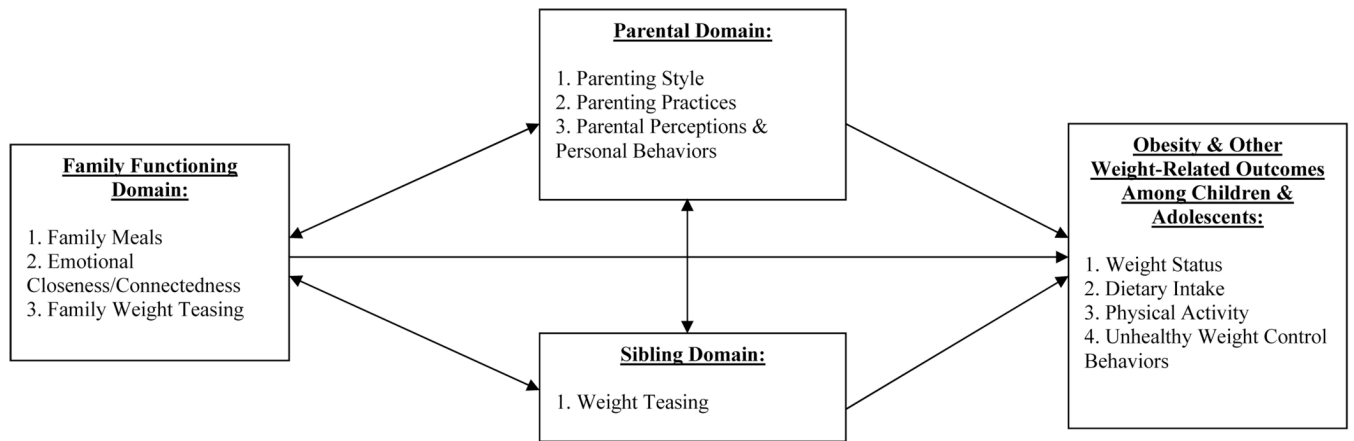 Parental Domain:
1. Parenting Style
2. Parenting Practices
3. Parental Perceptions &
Personal Behaviors
Family Functioning
Domain:
1. Family Meals
2. Emotional
Closeness/Connectedness
3. Family Weight Teasing
Sibling Domain:
1. Weight Teasing
Obesity & Other
Weight-Related Outcomes
Among Children &
Adolescents:
1. Weight Status
2. Dietary Intake
3. Physical Activity
4. Unhealthy Weight Control
Behaviors